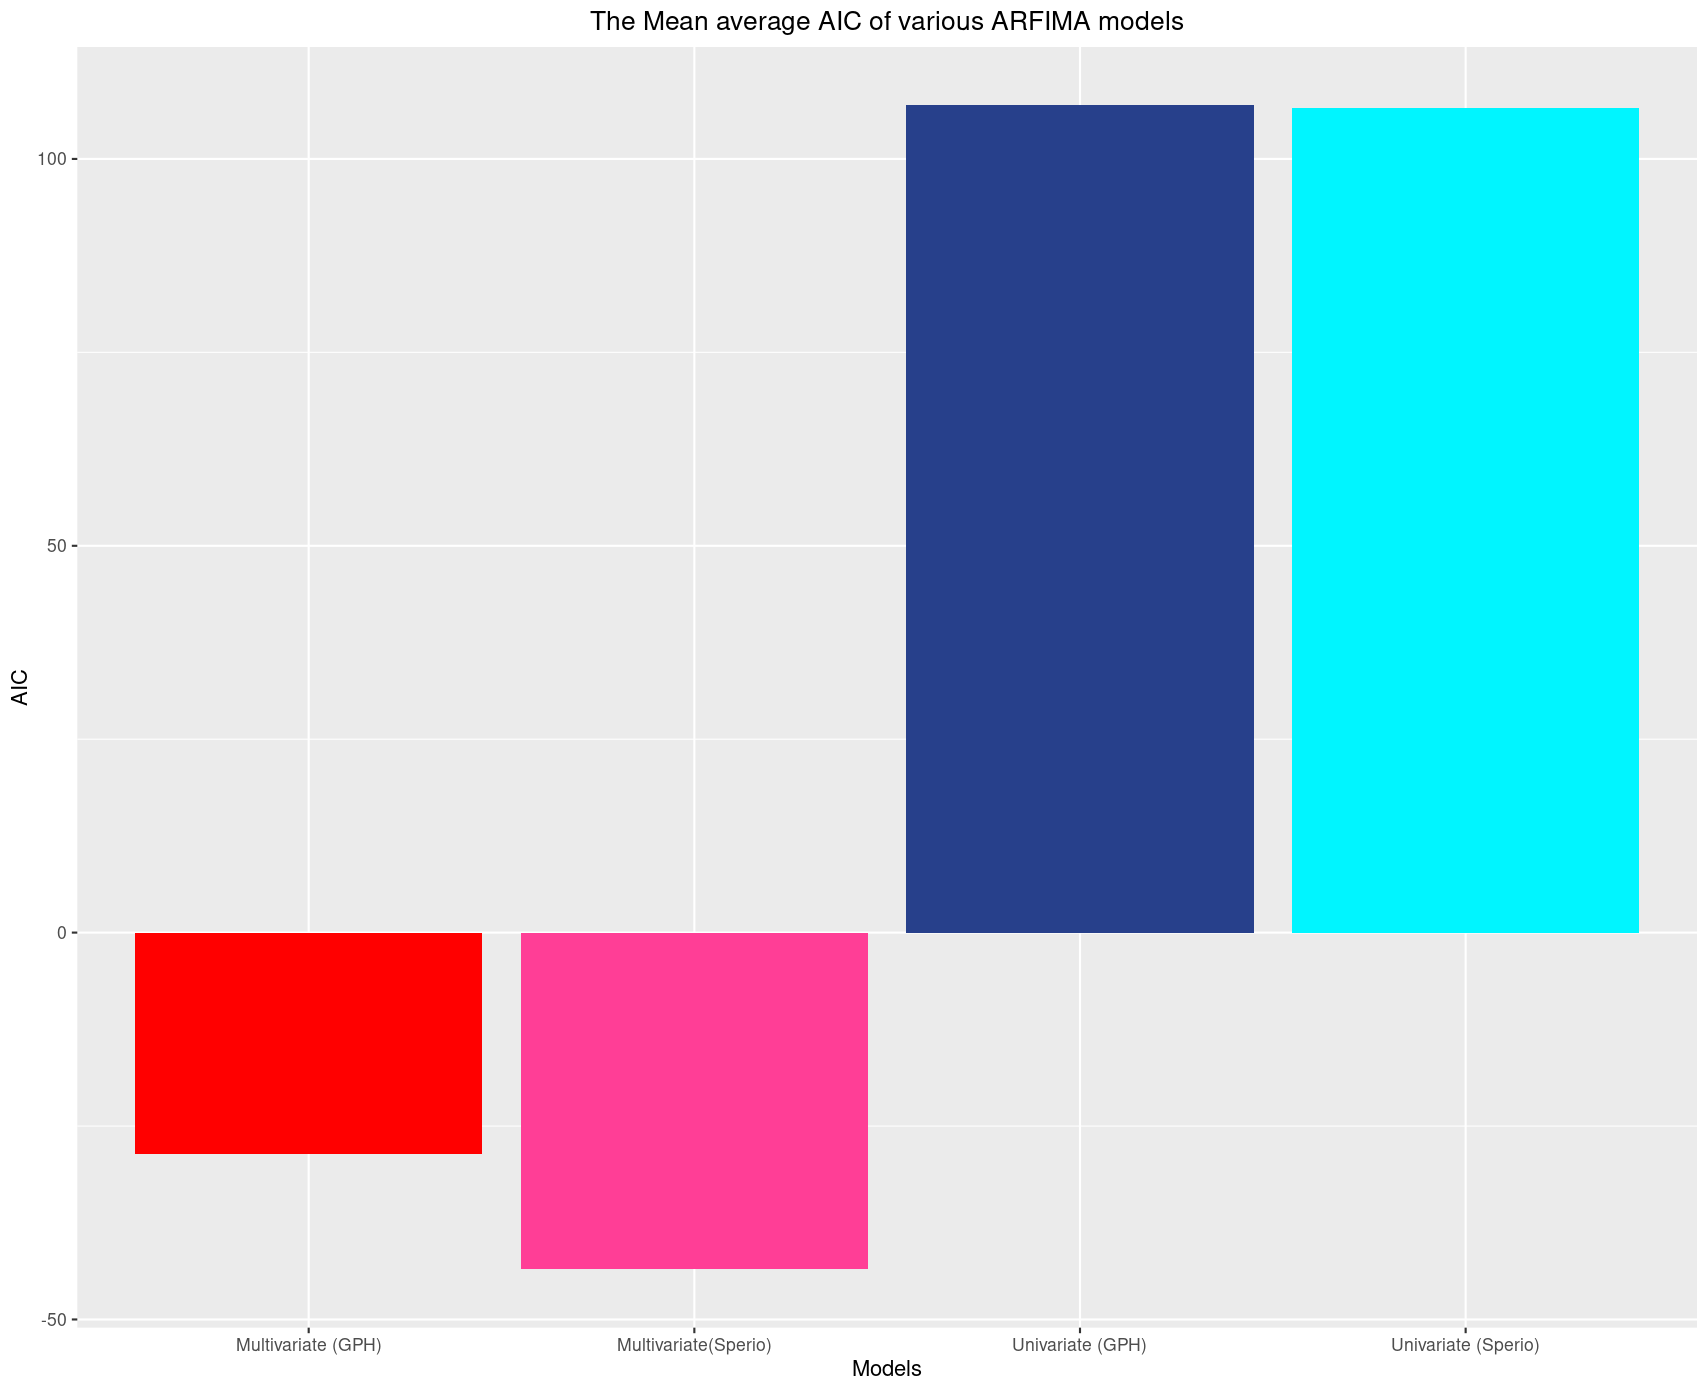 The Mean average AIC of various ARFIMA models
AIC
100
50
0
-50
Multivariate (GPH)
Multivariate(Sperio)
Univariate (GPH)
Univariate (Sperio)
Models